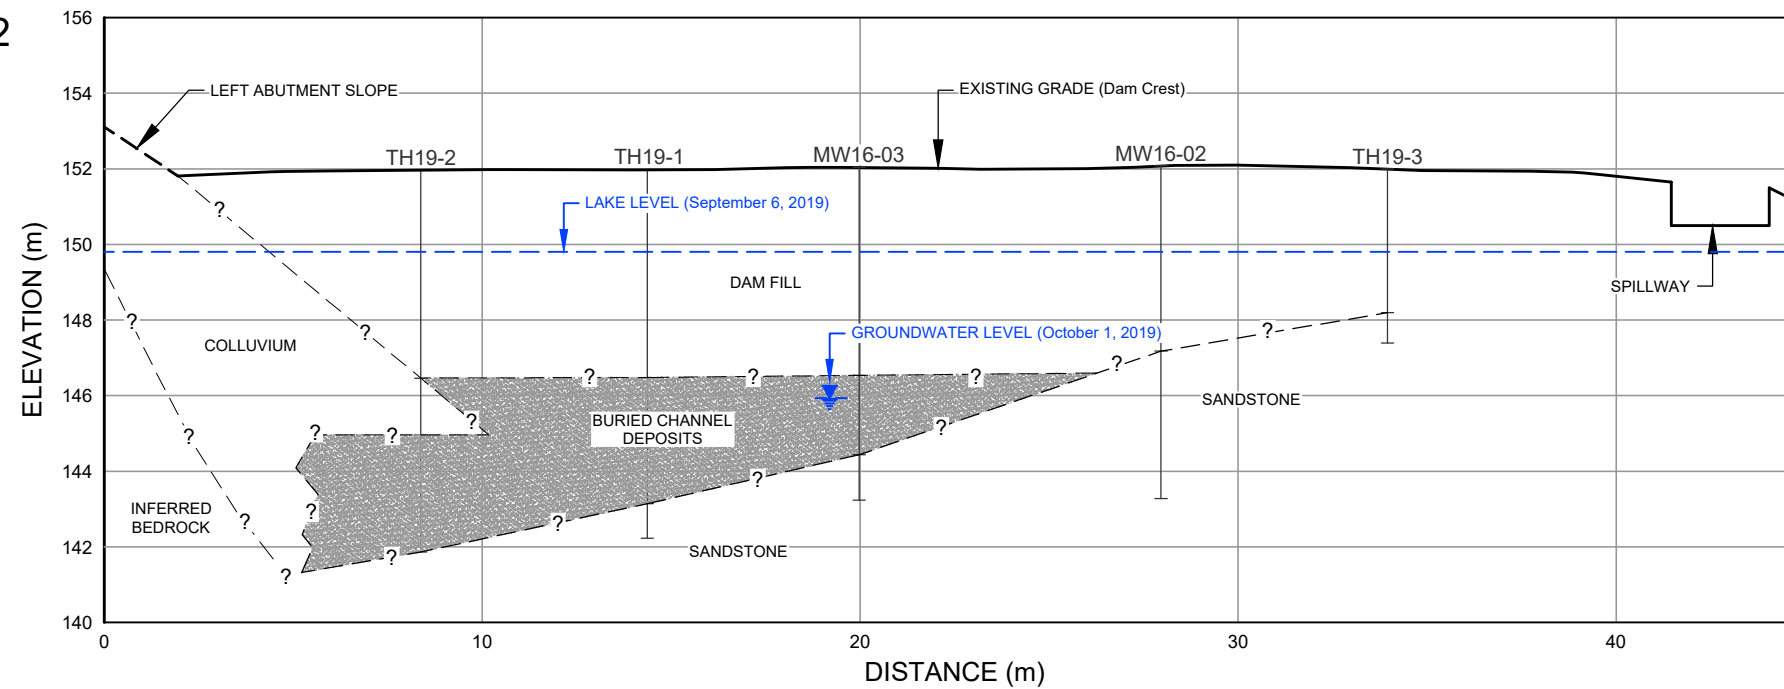 2
156
154
152
150
148
146
144
142
140
ELEVATION (m)
LEFT ABUTMENT SLOPE
EXISTING GRADE (Dam Crest)
TH19-2
TH19-1
MW16-03
MW16-02
TH19-3
?
LAKE LEVEL (September 6, 2019)
DAM FILL
SPILLWAY
?
?
GROUNDWATER LEVEL (October 1, 2019)
?
COLLUVIUM
?
?
?
?
?
SANDSTONE
?
BURIED CHANNEL
DEPOSITS
?
?
?
?
?
INFERRED
BEDROCK
?
?
?
SANDSTONE
?
?
0
10
20
30
40
DISTANCE (m)